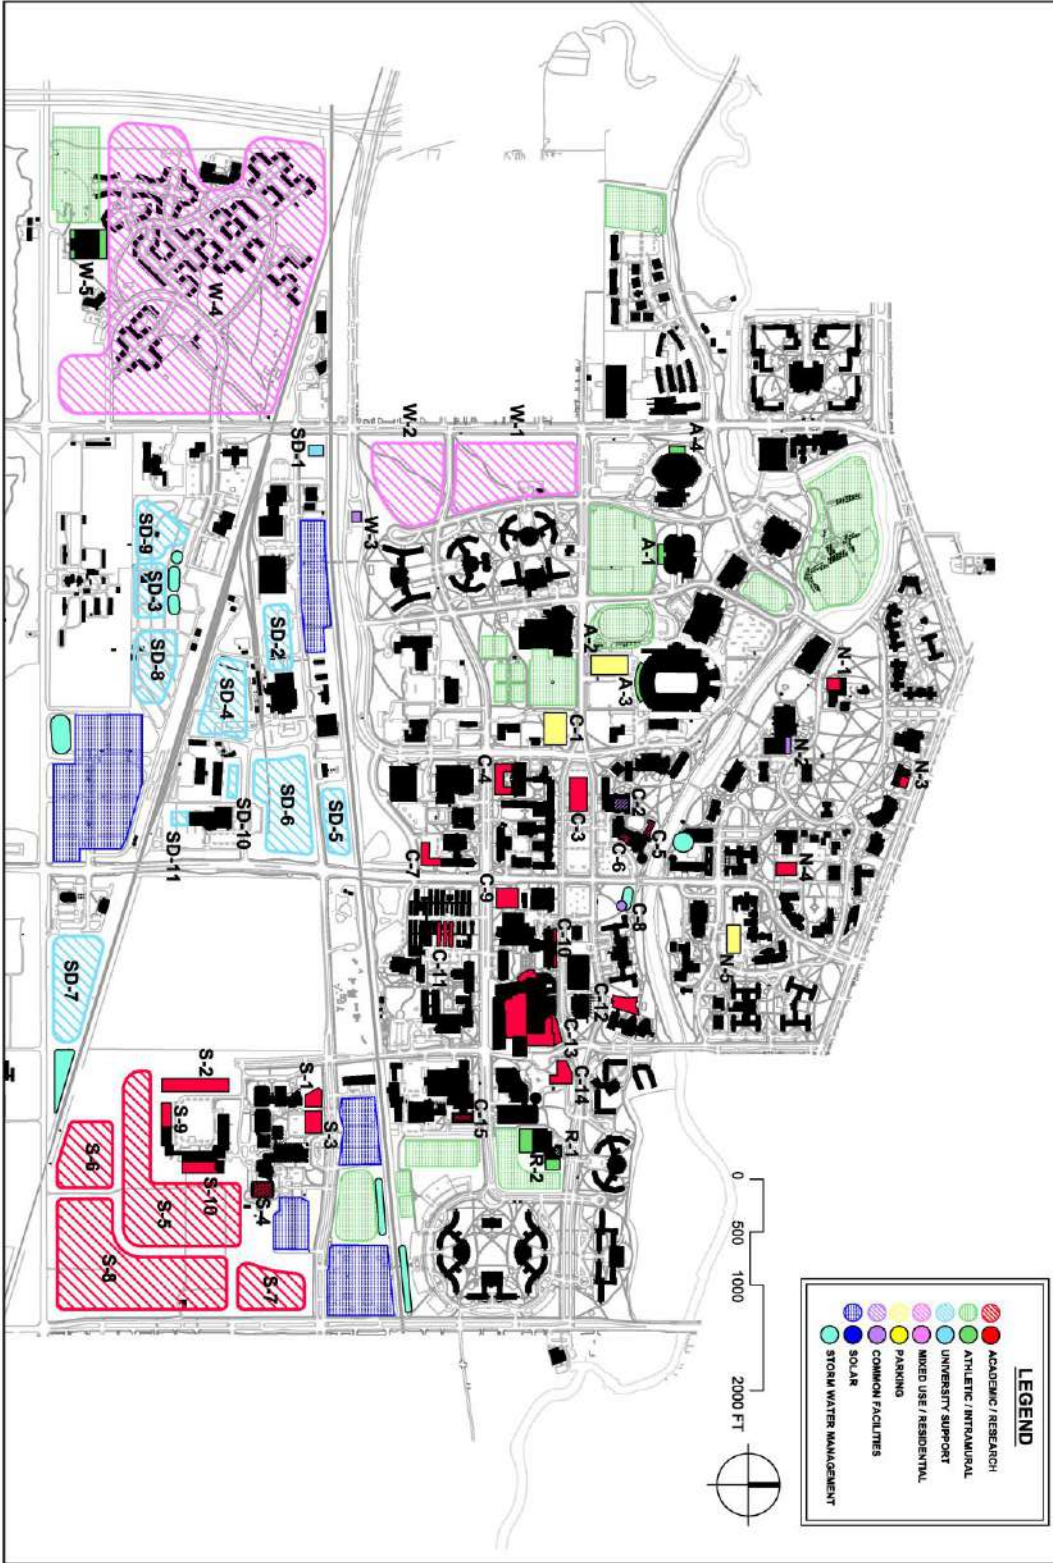 LEGEND
ACADEMIC / RESEARCH
ATHLETIC / INTRAMURAL
UNIVERSITY SUPPORT
MIXED USE / RESIDENTIAL
PARKING
COMMON FACILITIES
SOLAR
STORM WATER MANAGEMENT
0
500
1000
2000 FT
N-1
N-2
N-3
N-4
N-5
A-4
A-1
A-2
A-3
W-1
W-2
W-3
W-4
W-5
C-1
C-2
C-3
C-4
C-5
C-6
C-7
C-8
C-9
C-10
C-11
C-12
C-13
C-14
C-15
R-1
R-2
SD-1
SD-2
SD-3
SD-4
SD-5
SD-6
SD-7
SD-8
SD-9
SD-10
SD-11
S-1
S-2
S-3
S-4
S-5
S-6
S-7
S-8
S-9
S-10